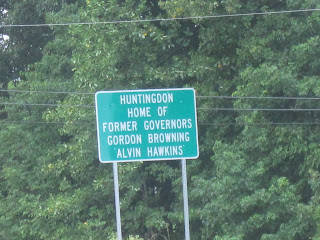 HUNTINGDON
HOME OF
FORMER GOVERNORS
GORDON BROWNING
ALVIN HAWKINS